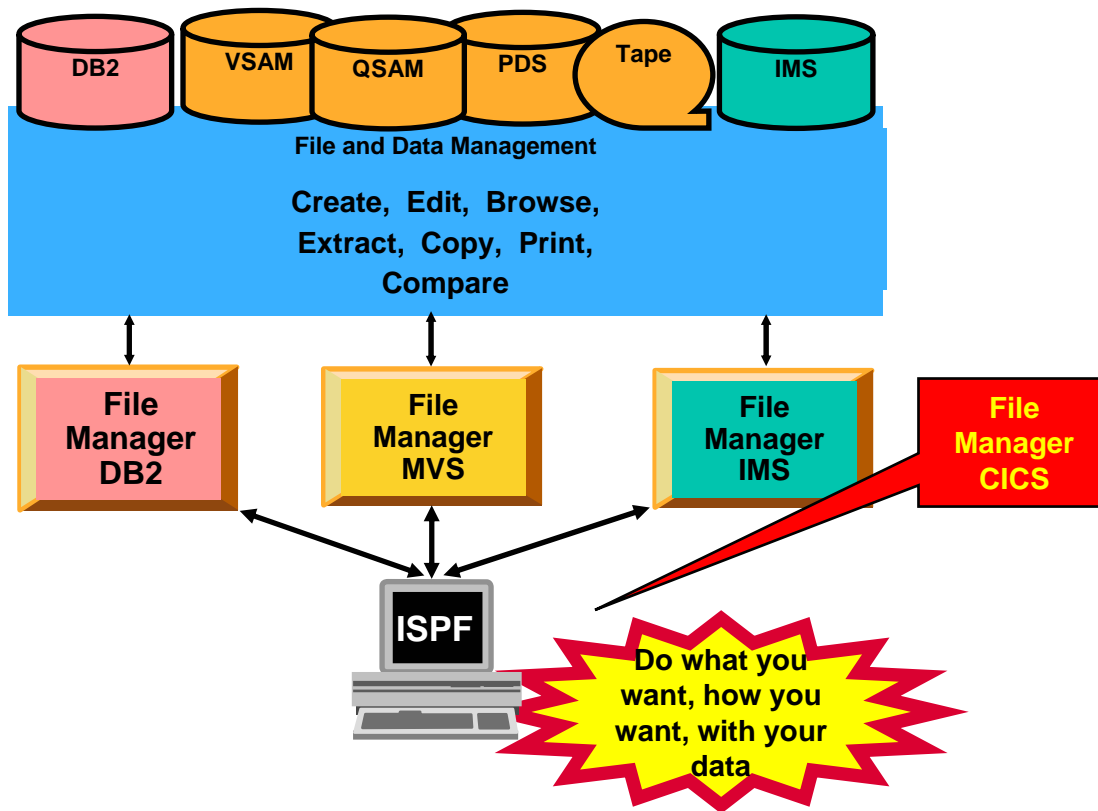 DB2
VSAM
QSAM
PDS
Tape
IMS
File and Data Management
Create, Edit, Browse,
Extract, Copy, Print,
Compare
File
Manager
DB2
File
Manager
MVS
File
Manager
IMS
File
Manager
CICS
ISPF
Do what you
want, how you
want, with your
data